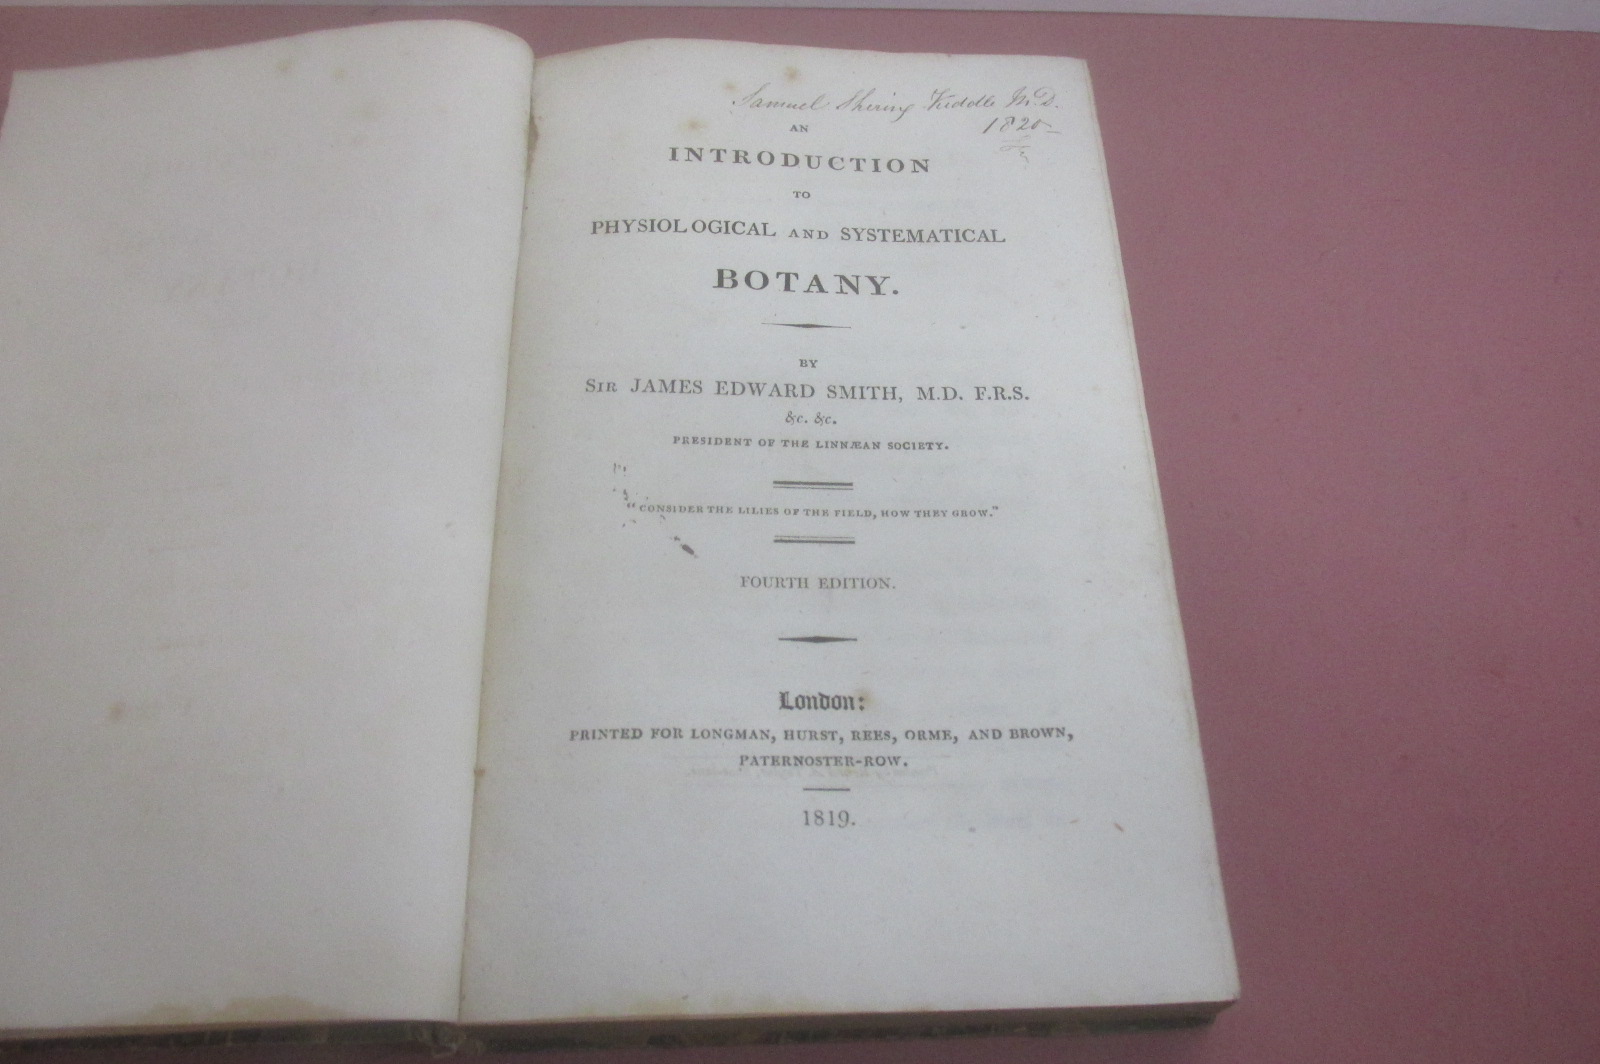 Samuel Shering Kiddle M.D.
1820
AN
INTRODUCTION
TO
PHYSIOLOGICAL AND SYSTEMATICAL
BOTANY.
BY
SIR JAMES EDWARD SMITH, M.D. F.R.S.
&c. &c.
PRESIDENT OF THE LINNÆAN SOCIETY.
"CONSIDER THE LILIES OF THE FIELD, HOW THEY GROW."
FOURTH EDITION.
London:
PRINTED FOR LONGMAN, HURST, REES, ORME, AND BROWN,
PATERNOSTER-ROW.
1819.